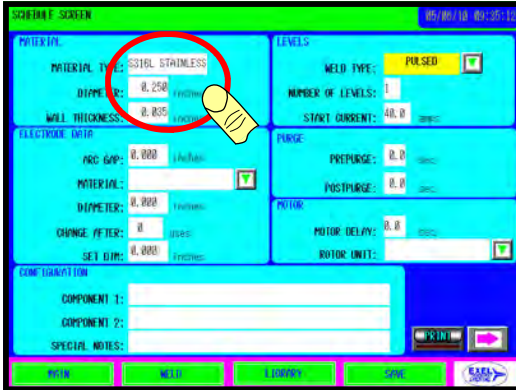 SCHEDULE SCREEN 05/06/10 09:35:12
MATERIAL
MATERIAL TYPE: SS16L STAINLESS
DIAMETER: 0.250 inches
WALL THICKNESS: 0.035 inches
LEVELS
WELD TYPE: PULSED
NUMBER OF LEVELS: 1
START CURRENT: 40.0 amps
ELECTRODE DATA
ARC GAP: 0.000 inches
MATERIAL:
DIAMETER: 0.000 inches
CHANGE AFTER: 0 uses
SET DIM: 0.000 inches
PURGE
PREPURGE: 0.0 sec
POSTPURGE: 0.0 sec
MOTOR
MOTOR DELAY: 0.0 sec
ROTOR UNIT:
CONFIGURATION
COMPONENT 1:
COMPONENT 2:
SPECIAL NOTES:
PRINT
MAIN WELD LIBRARY SAVE EXEL